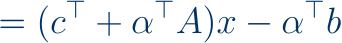 = (c^⊤ + α^⊤ A)x − α^⊤ b